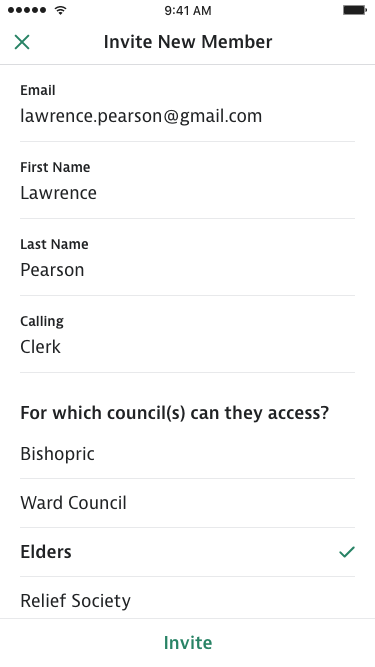 9:41 AM
Invite New Member
Email
lawrence.pearson@gmail.com
First Name
Lawrence
Last Name
Pearson
Calling
Clerk
For which council(s) can they access?
Bishopric
Ward Council
Elders
Relief Society
Invite